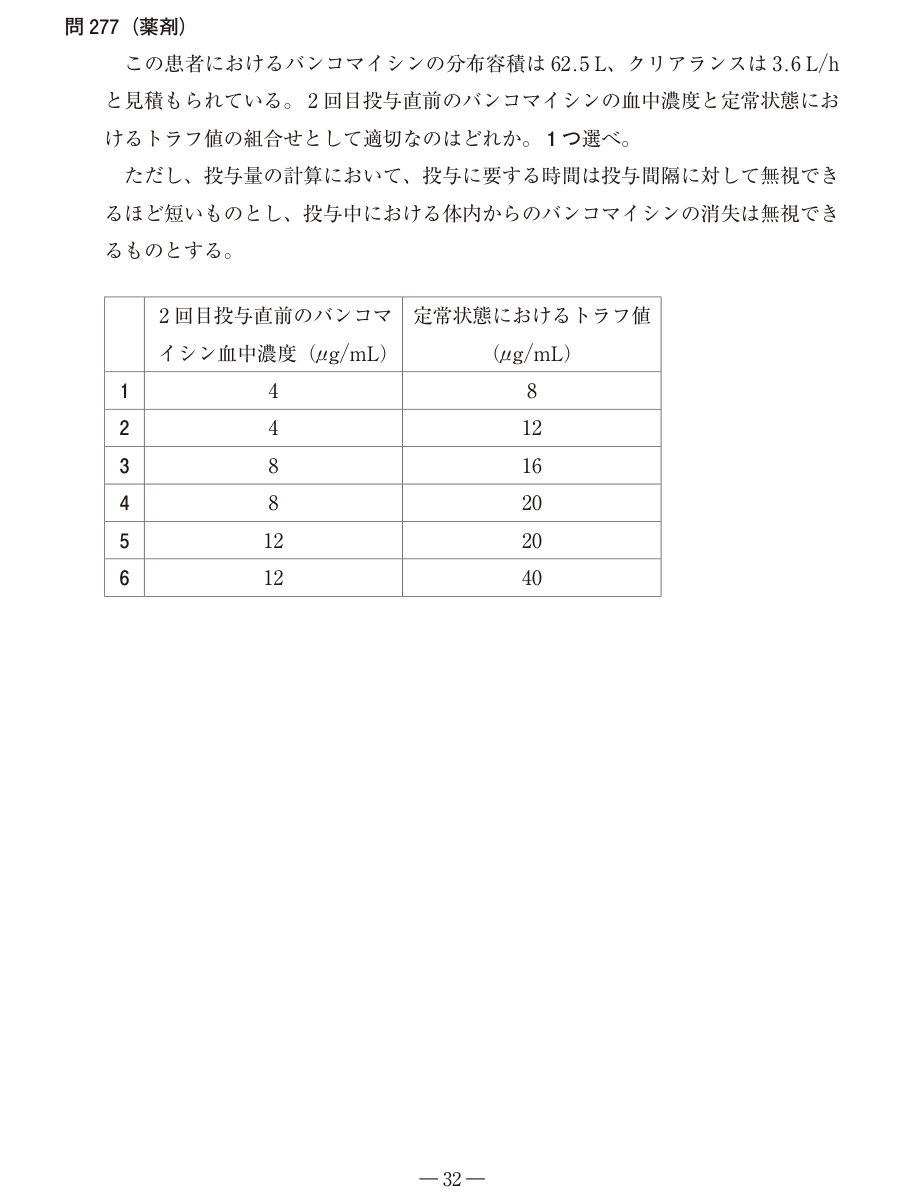 問 277（薬剤）
この患者におけるバンコマイシンの分布容積は 62.5 L、クリアランスは 3.6 L/h
と見積もられている。２回目投与直前のバンコマイシンの血中濃度と定常状態にお
けるトラフ値の組合せとして適切なのはどれか。１つ選べ。
ただし、投与量の計算において、投与に要する時間は投与間隔に対して無視でき
るほど短いものとし、投与中における体内からのバンコマイシンの消失は無視でき
るものとする。
２回目投与直前のバンコマ 定常状態におけるトラフ値
イシン血中濃度（μg/mL） （μg/mL）
1 4 8
2 4 12
3 8 16
4 8 20
5 12 20
6 12 40
― 32 ―